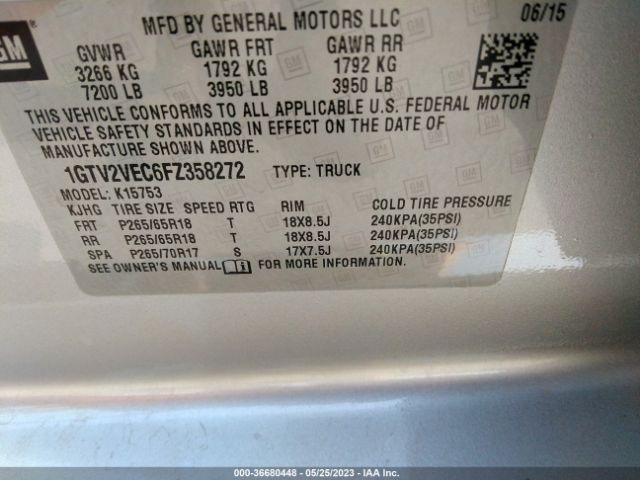 GM
MFD BY GENERAL MOTORS LLC 06/15
GVWR GAWR FRT GAWR RR
3266 KG 1792 KG 1792 KG
7200 LB 3950 LB 3950 LB
THIS VEHICLE CONFORMS TO ALL APPLICABLE U.S. FEDERAL MOTOR
VEHICLE SAFETY STANDARDS IN EFFECT ON THE DATE OF
MANUFACTURE SHOWN ABOVE.
1GTV2VEC6FZ358272 TYPE: TRUCK
MODEL: K15753
KJHG TIRE SIZE SPEED RTG RIM COLD TIRE PRESSURE
FRT P265/65R18 T 18X8.5J 240KPA(35PSI)
RR P265/65R18 T 18X8.5J 240KPA(35PSI)
SPA P265/70R17 S 17X7.5J 240KPA(35PSI)
SEE OWNER'S MANUAL FOR MORE INFORMATION.
000-36680448 - 05/25/2023 - IAA Inc.